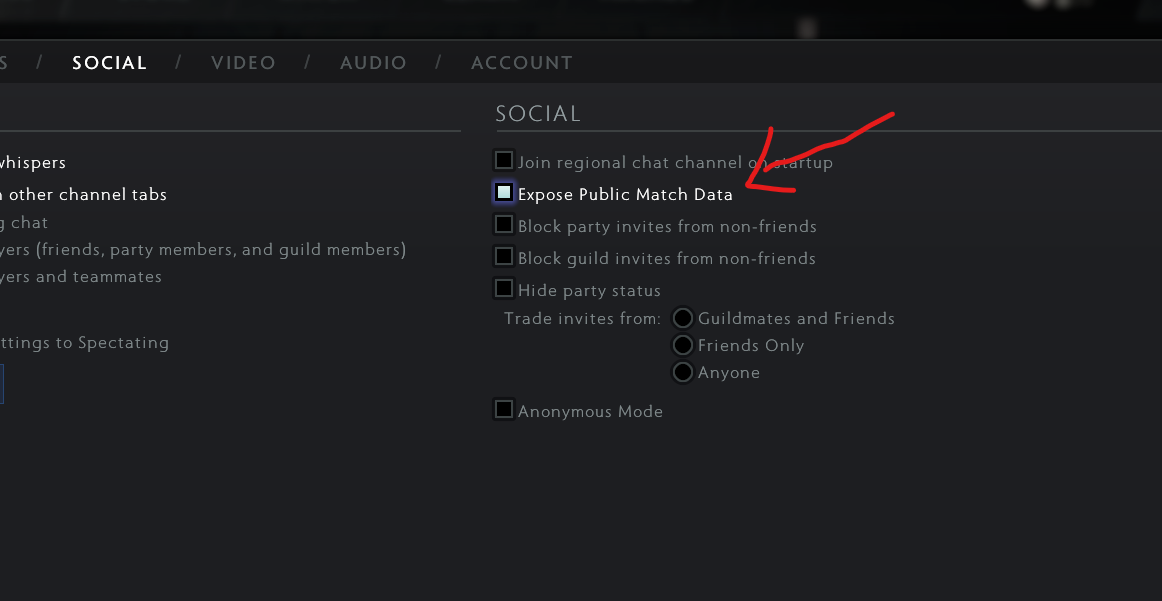 S / SOCIAL / VIDEO / AUDIO / ACCOUNT
whispers
other channel tabs
g chat
yers (friends, party members, and guild members)
yers and teammates
ttings to Spectating
SOCIAL
Join regional chat channel on startup
Expose Public Match Data
Block party invites from non-friends
Block guild invites from non-friends
Hide party status
Trade invites from: Guildmates and Friends
Friends Only
Anyone
Anonymous Mode